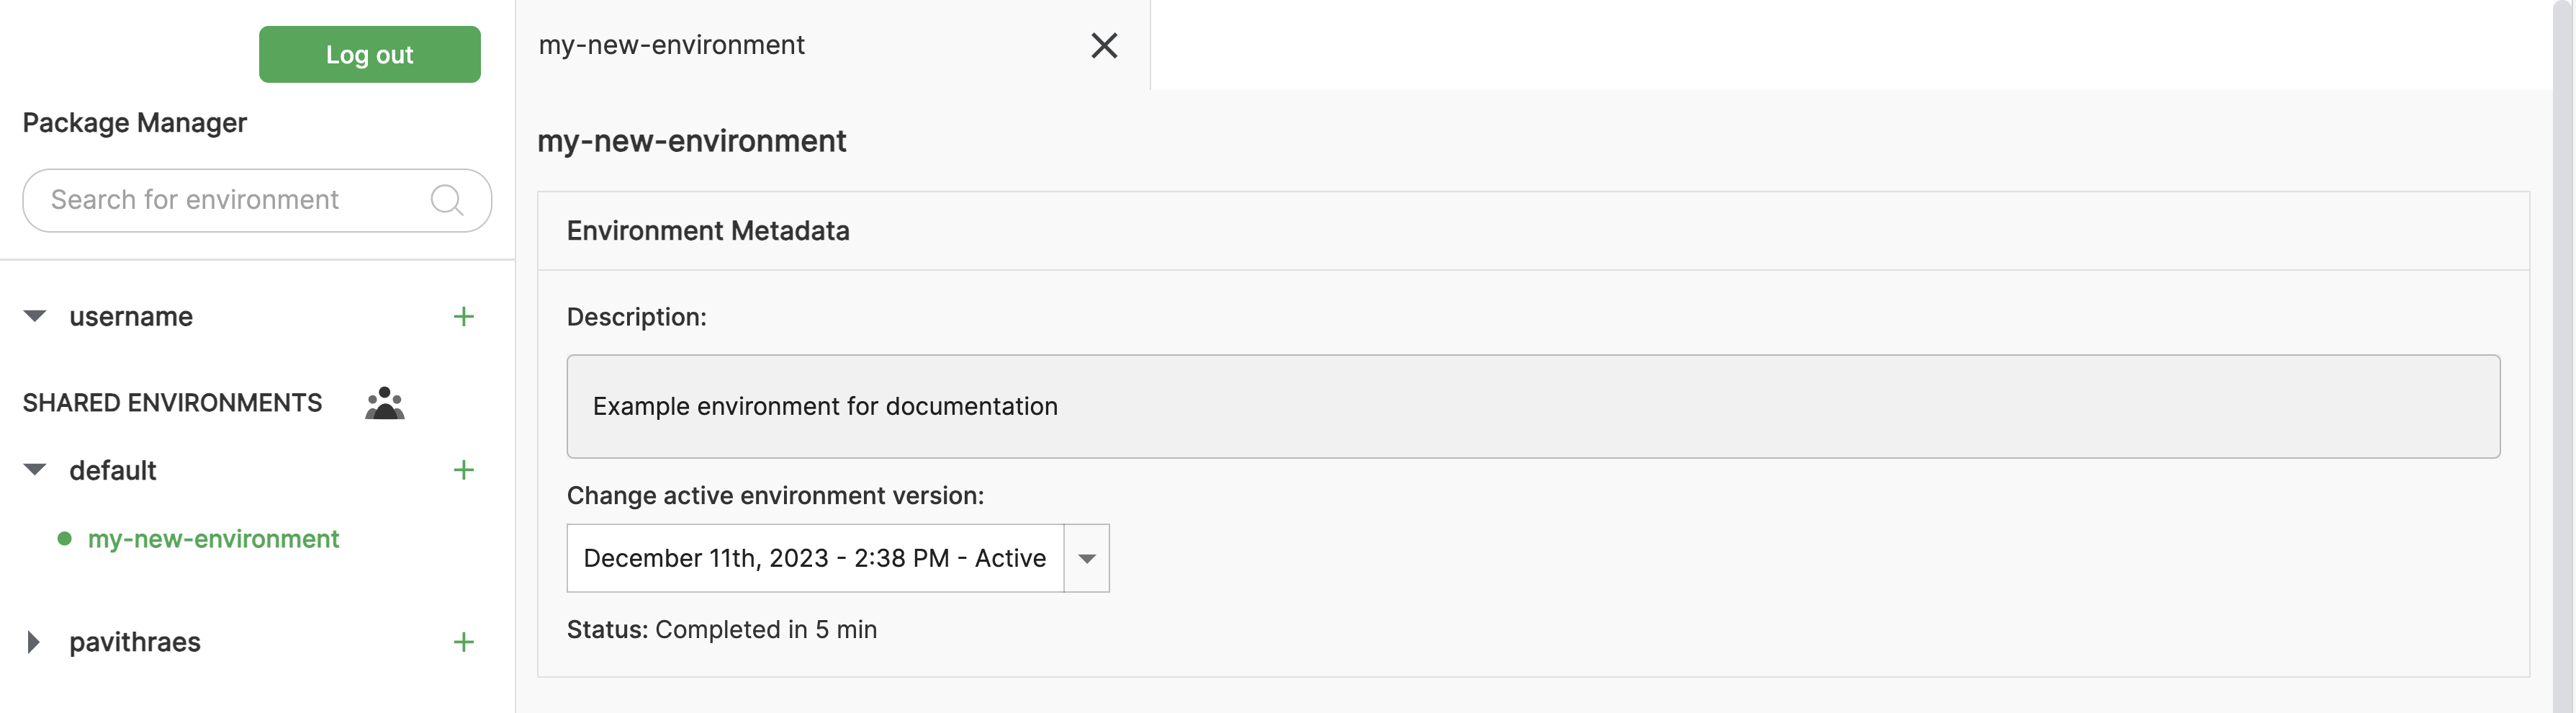 Log out
Package Manager
Search for environment
username
SHARED ENVIRONMENTS
default
my-new-environment
pavithraes
my-new-environment
my-new-environment
Environment Metadata
Description:
Example environment for documentation
Change active environment version:
December 11th, 2023 - 2:38 PM - Active
Status: Completed in 5 min